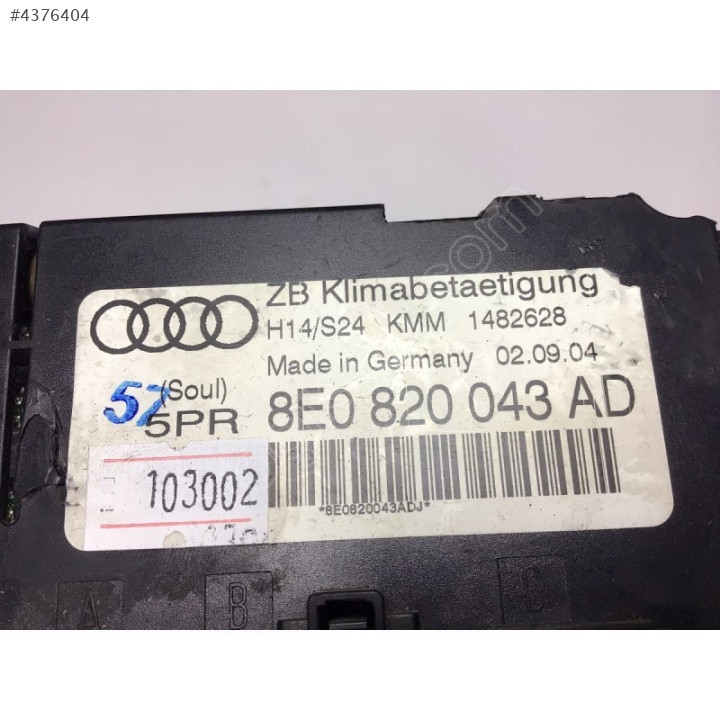 #4376404
ZB Klimabetaetigung
H14/S24 KMM 1482628
Made in Germany 02.09.04
57 (Soul)
5PR 8E0 820 043 AD
103002
*8E0820043ADJ*
A B C